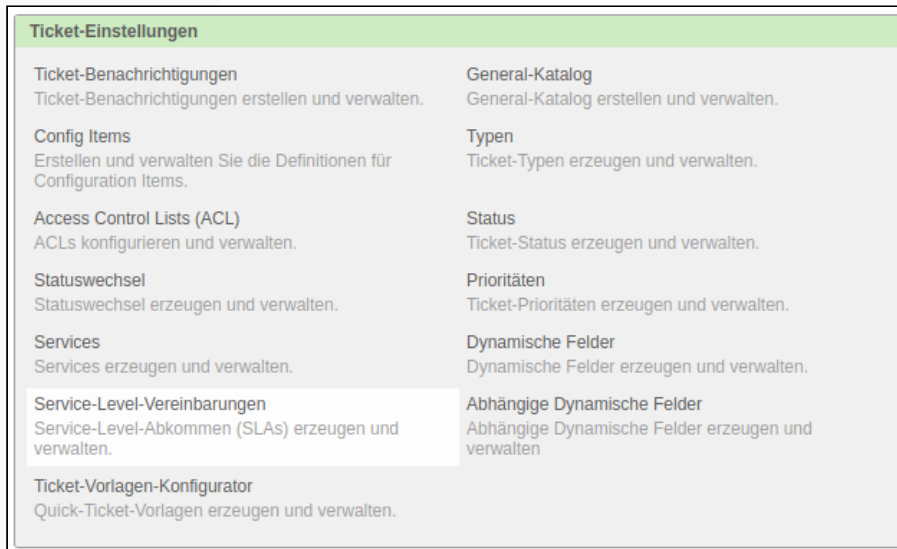 Ticket-Einstellungen
Ticket-Benachrichtigungen
Ticket-Benachrichtigungen erstellen und verwalten.
General-Katalog
General-Katalog erstellen und verwalten.
Config Items
Erstellen und verwalten Sie die Definitionen für
Configuration Items.
Typen
Ticket-Typen erzeugen und verwalten.
Access Control Lists (ACL)
ACLs konfigurieren und verwalten.
Status
Ticket-Status erzeugen und verwalten.
Statuswechsel
Statuswechsel erzeugen und verwalten.
Prioritäten
Ticket-Prioritäten erzeugen und verwalten.
Services
Services erzeugen und verwalten.
Dynamische Felder
Dynamische Felder erzeugen und verwalten.
Service-Level-Vereinbarungen
Service-Level-Abkommen (SLAs) erzeugen und
verwalten.
Abhängige Dynamische Felder
Abhängige Dynamische Felder erzeugen und
verwalten
Ticket-Vorlagen-Konfigurator
Quick-Ticket-Vorlagen erzeugen und verwalten.